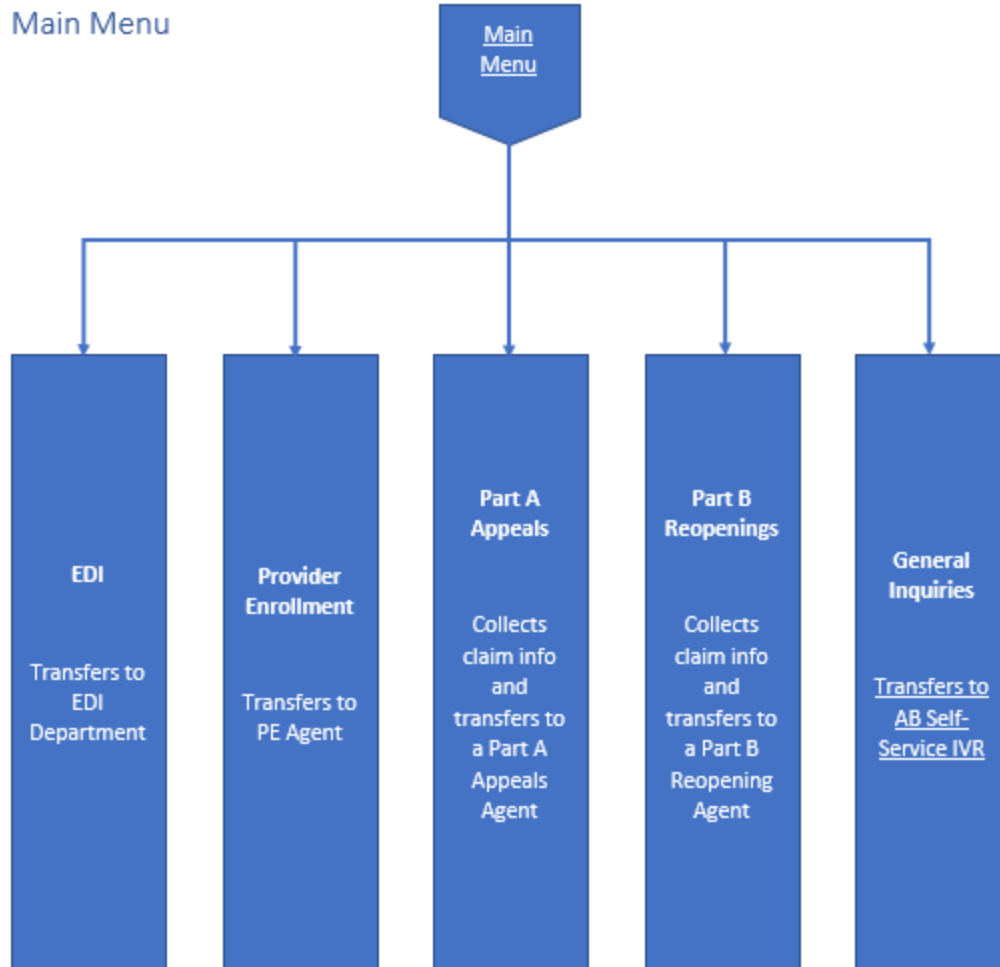 Main Menu
Main
Menu
EDI
Transfers to
EDI
Department
Provider
Enrollment
Transfers to
PE Agent
Part A
Appeals
Collects
claim info
and
transfers to
a Part A
Appeals
Agent
Part B
Reopenings
Collects
claim info
and
transfers to
a Part B
Reopening
Agent
General
Inquiries
Transfers to
AB Self-
Service IVR